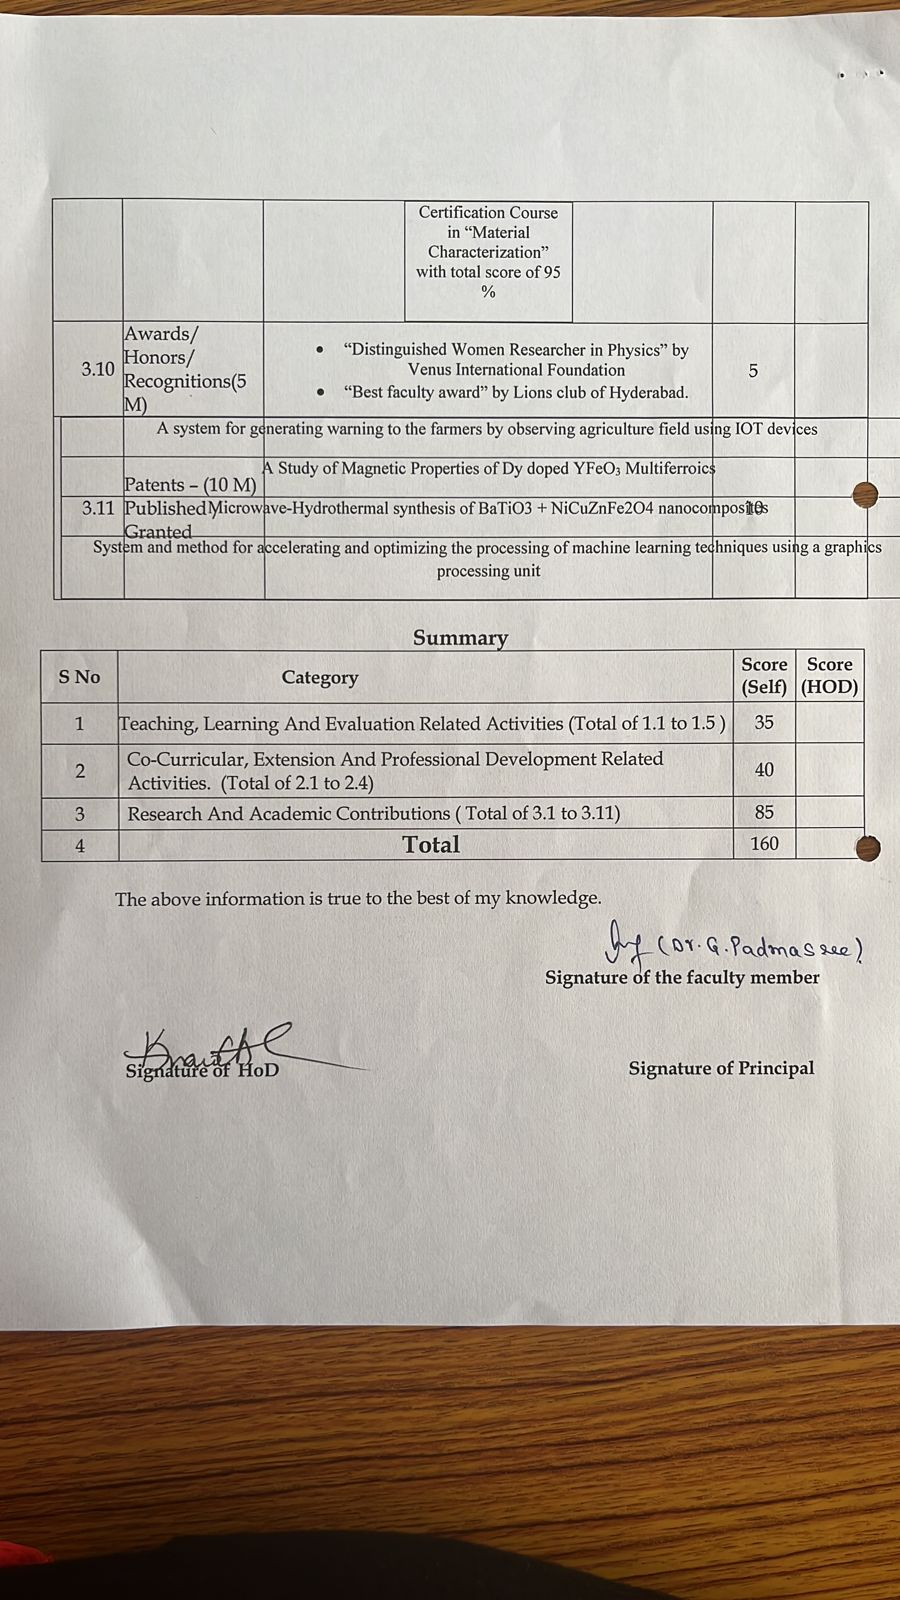 Certification Course
in “Material
Characterization”
with total score of 95
%
3.10
Awards/
Honors/
Recognitions(5
M)
• “Distinguished Women Researcher in Physics” by
Venus International Foundation
• “Best faculty award” by Lions club of Hyderabad.
5
A system for generating warning to the farmers by observing agriculture field using IOT devices
A Study of Magnetic Properties of Dy doped YFeO₃ Multiferroics
3.11
Patents – (10 M)
Published
Granted
Microwave-Hydrothermal synthesis of BaTiO3 + NiCuZnFe2O4 nanocomposites
10
System and method for accelerating and optimizing the processing of machine learning techniques using a graphics
processing unit
Summary
S No Category Score (Self) Score (HOD)
1 Teaching, Learning And Evaluation Related Activities (Total of 1.1 to 1.5 ) 35
2 Co-Curricular, Extension And Professional Development Related
Activities. (Total of 2.1 to 2.4) 40
3 Research And Academic Contributions ( Total of 3.1 to 3.11) 85
4 Total 160
The above information is true to the best of my knowledge.
(Dr. G. Padmasree)
Signature of the faculty member
Signature of HoD
Signature of Principal